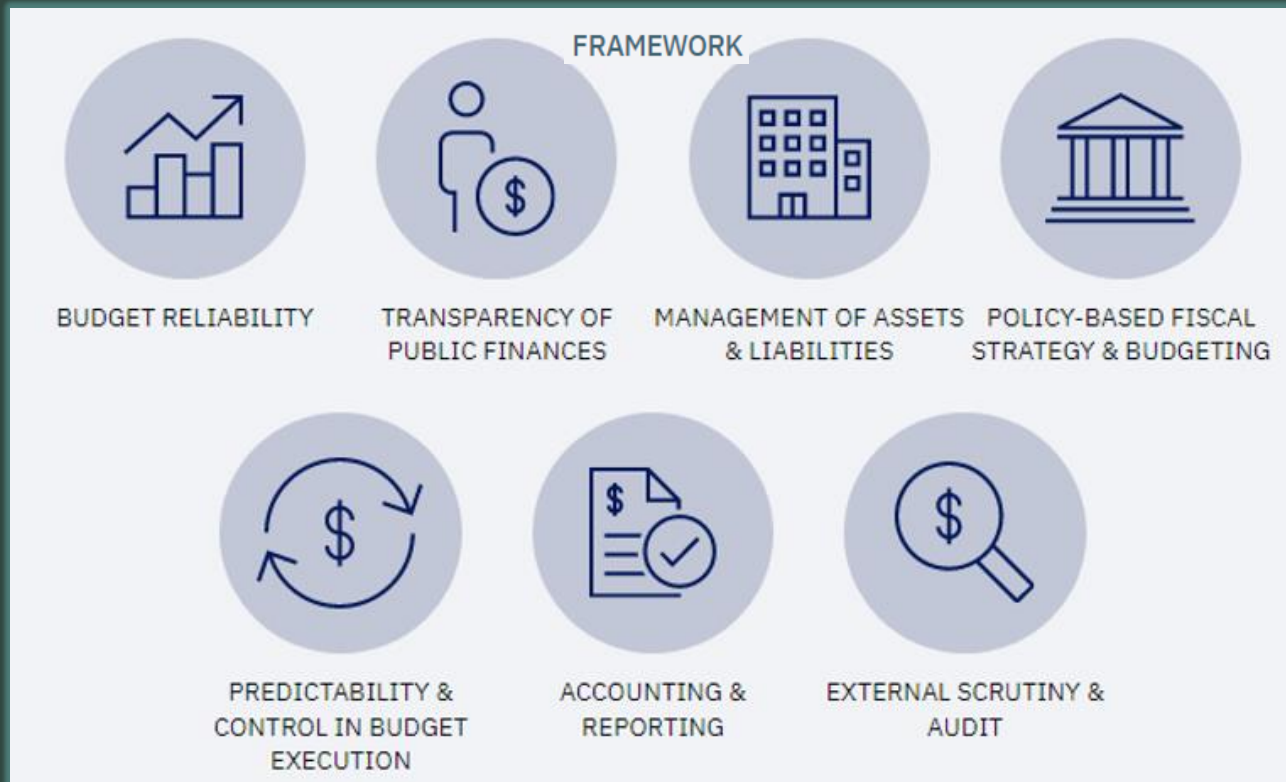 FRAMEWORK
BUDGET RELIABILITY
TRANSPARENCY OF
PUBLIC FINANCES
MANAGEMENT OF ASSETS
& LIABILITIES
POLICY-BASED FISCAL
STRATEGY & BUDGETING
$
$
$
$
PREDICTABILITY &
CONTROL IN BUDGET
EXECUTION
ACCOUNTING &
REPORTING
EXTERNAL SCRUTINY &
AUDIT